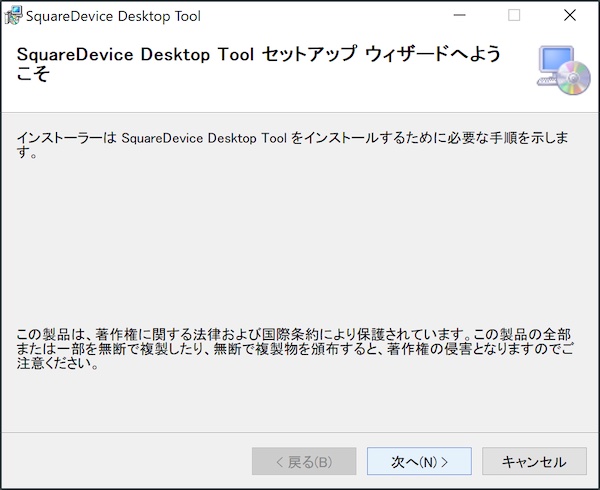 SquareDevice Desktop Tool
SquareDevice Desktop Tool セットアップ ウィザードへよう
こそ
インストーラーは SquareDevice Desktop Tool をインストールするために必要な手順を示しま
す。
この製品は、著作権に関する法律および国際条約により保護されています。この製品の全部
または一部を無断で複製したり、無断で複製物を頒布すると、著作権の侵害となりますのでご
注意ください。
< 戻る(B)
次へ(N) >
キャンセル